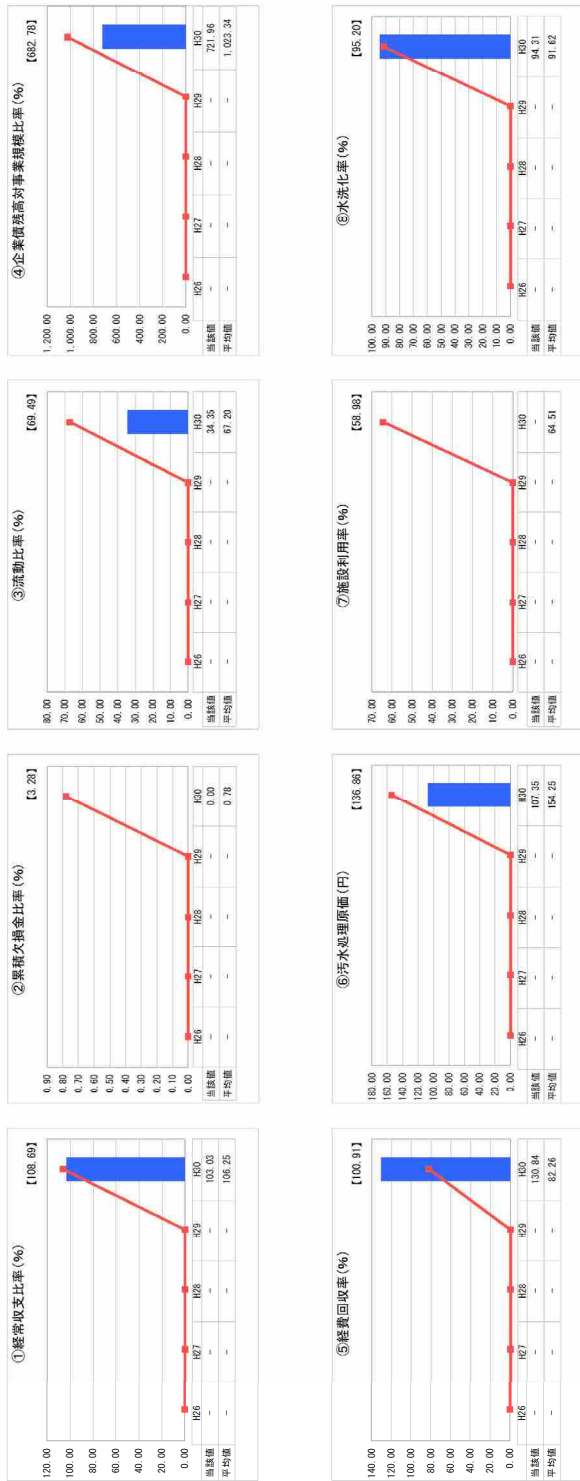 ①経常収支比率(%)
【108.69】
120.00
100.00
80.00
60.00
40.00
20.00
0.00
H26 H27 H28 H29 H30
当該値 - - - - 103.03
平均値 - - - - 106.25
②累積欠損金比率(%)
【3.28】
0.90
0.80
0.70
0.60
0.50
0.40
0.30
0.20
0.10
0.00
H26 H27 H28 H29 H30
当該値 - - - - 0.00
平均値 - - - - 0.78
③流動比率(%)
【69.49】
80.00
70.00
60.00
50.00
40.00
30.00
20.00
10.00
0.00
H26 H27 H28 H29 H30
当該値 - - - - 34.35
平均値 - - - - 67.20
④企業債残高対事業規模比率(%)
【682.78】
1,200.00
1,000.00
800.00
600.00
400.00
200.00
0.00
H26 H27 H28 H29 H30
当該値 - - - - 721.96
平均値 - - - - 1,023.34
⑤経費回収率(%)
【100.91】
140.00
120.00
100.00
80.00
60.00
40.00
20.00
0.00
H26 H27 H28 H29 H30
当該値 - - - - 130.84
平均値 - - - - 82.26
⑥汚水処理原価(円)
【136.86】
180.00
160.00
140.00
120.00
100.00
80.00
60.00
40.00
20.00
0.00
H26 H27 H28 H29 H30
当該値 - - - - 107.35
平均値 - - - - 154.25
⑦施設利用率(%)
【58.98】
70.00
60.00
50.00
40.00
30.00
20.00
10.00
0.00
H26 H27 H28 H29 H30
当該値 - - - - -
平均値 - - - - 64.51
⑧水洗化率(%)
【95.20】
100.00
90.00
80.00
70.00
60.00
50.00
40.00
30.00
20.00
10.00
0.00
H26 H27 H28 H29 H30
当該値 - - - - 94.31
平均値 - - - - 91.62